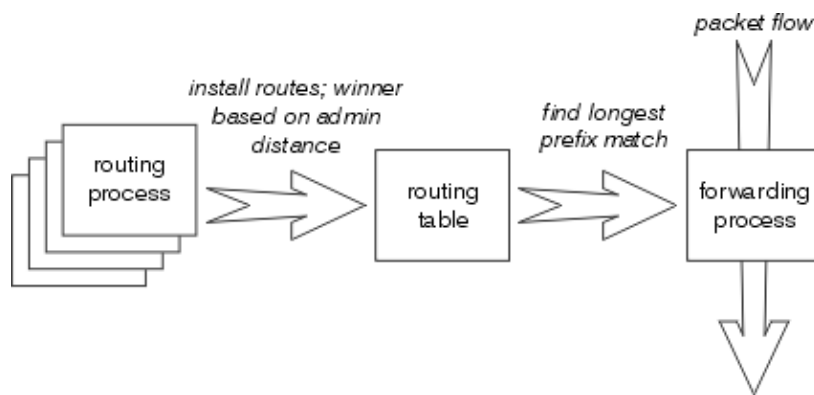 packet flow
install routes; winner
based on admin
distance
find longest
prefix match
routing
process
routing
table
forwarding
process